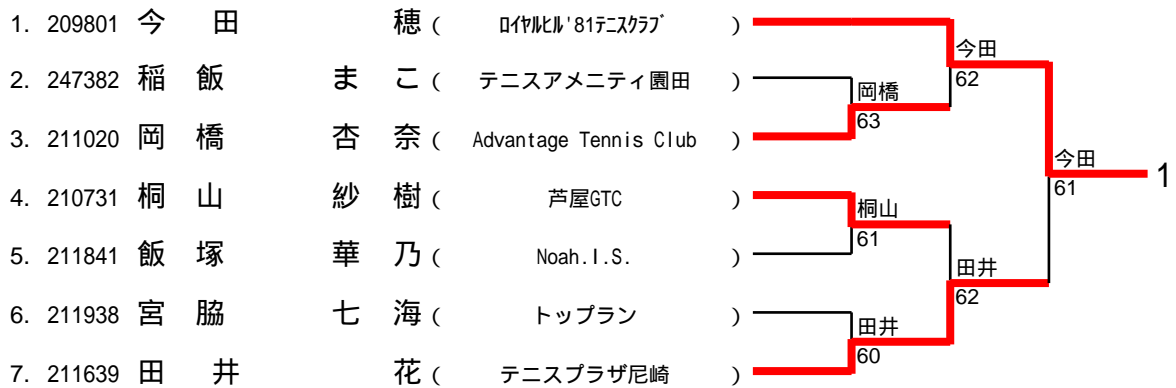 1. 209801 今 田 穂 ( ロイヤルヒル'81テニスクラブ )
今田
2. 247382 稲 飯 ま こ ( テニスアメニティ園田 )
62
岡橋
63
3. 211020 岡 橋 杏 奈 ( Advantage Tennis Club )
今田
1
61
4. 210731 桐 山 紗 樹 ( 芦屋GTC )
桐山
61
5. 211841 飯 塚 華 乃 ( Noah.I.S. )
田井
62
6. 211938 宮 脇 七 海 ( トップラン )
田井
60
7. 211639 田 井 花 ( テニスプラザ尼崎 )